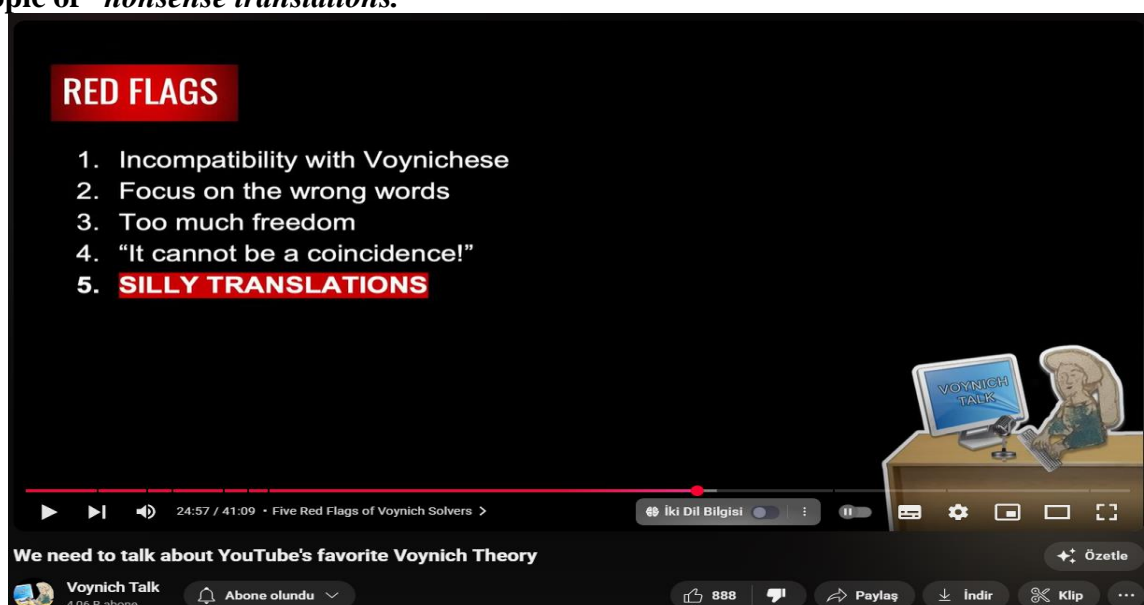 "nonsense translations.
RED FLAGS
1. Incompatibility with Voynichese
2. Focus on the wrong words
3. Too much freedom
4. “It cannot be a coincidence!”
5. SILLY TRANSLATIONS
VOYNICH
TALK
24:57 / 41:09 • Five Red Flags of Voynich Solvers >
İki Dil Bilgisi
We need to talk about YouTube's favorite Voynich Theory
Özetle
Voynich Talk
Abone olundu
888
Paylaş
İndir
Klip